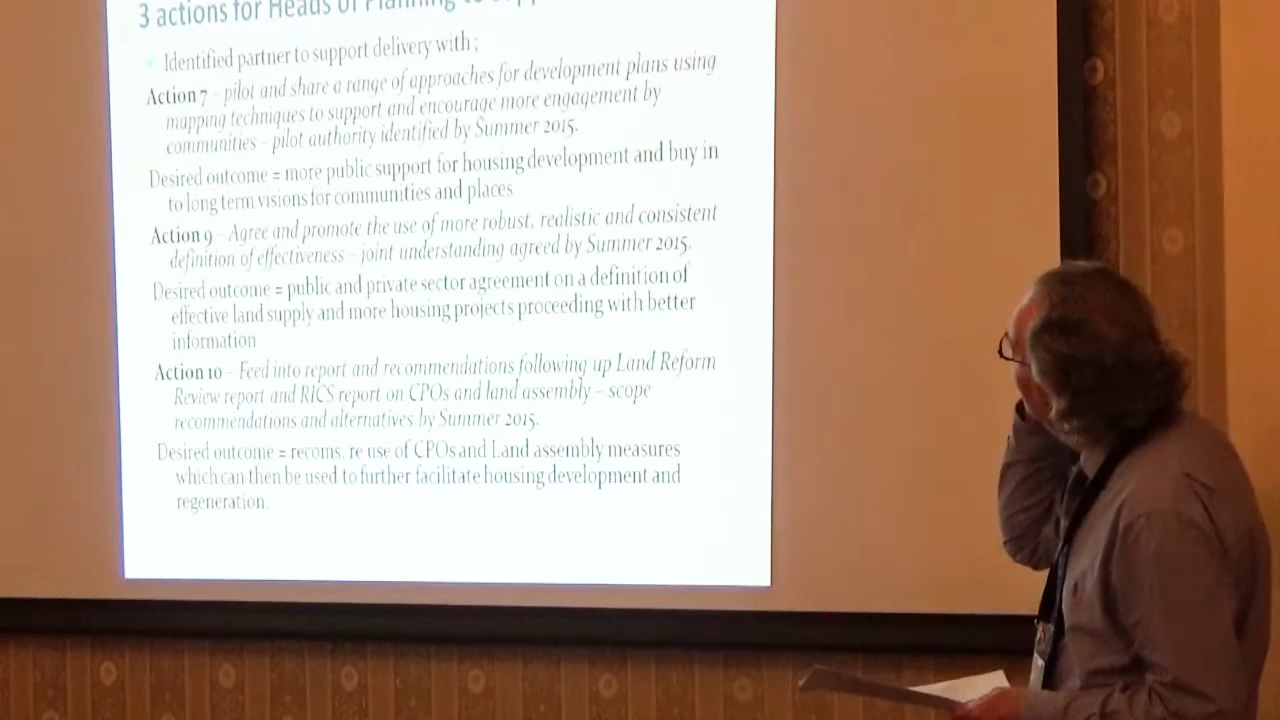 3 actions for Heads of Planning to
Identified partner to support delivery with ;
Action 7 – pilot and share a range of approaches for development plans using
mapping techniques to support and encourage more engagement by
communities – pilot authority identified by Summer 2015.
Desired outcome = more public support for housing development and buy in
to long term visions for communities and places
Action 9 – Agree and promote the use of more robust, realistic and consistent
definition of effectiveness – joint understanding agreed by Summer 2015.
Desired outcome = public and private sector agreement on a definition of
effective land supply and more housing projects proceeding with better
information
Action 10 – Feed into report and recommendations following up Land Reform
Review report and RICS report on CPOs and land assembly – scope
recommendations and alternatives by Summer 2015.
Desired outcome = recoms. re use of CPOs and Land assembly measures
which can then be used to further facilitate housing development and
regeneration.